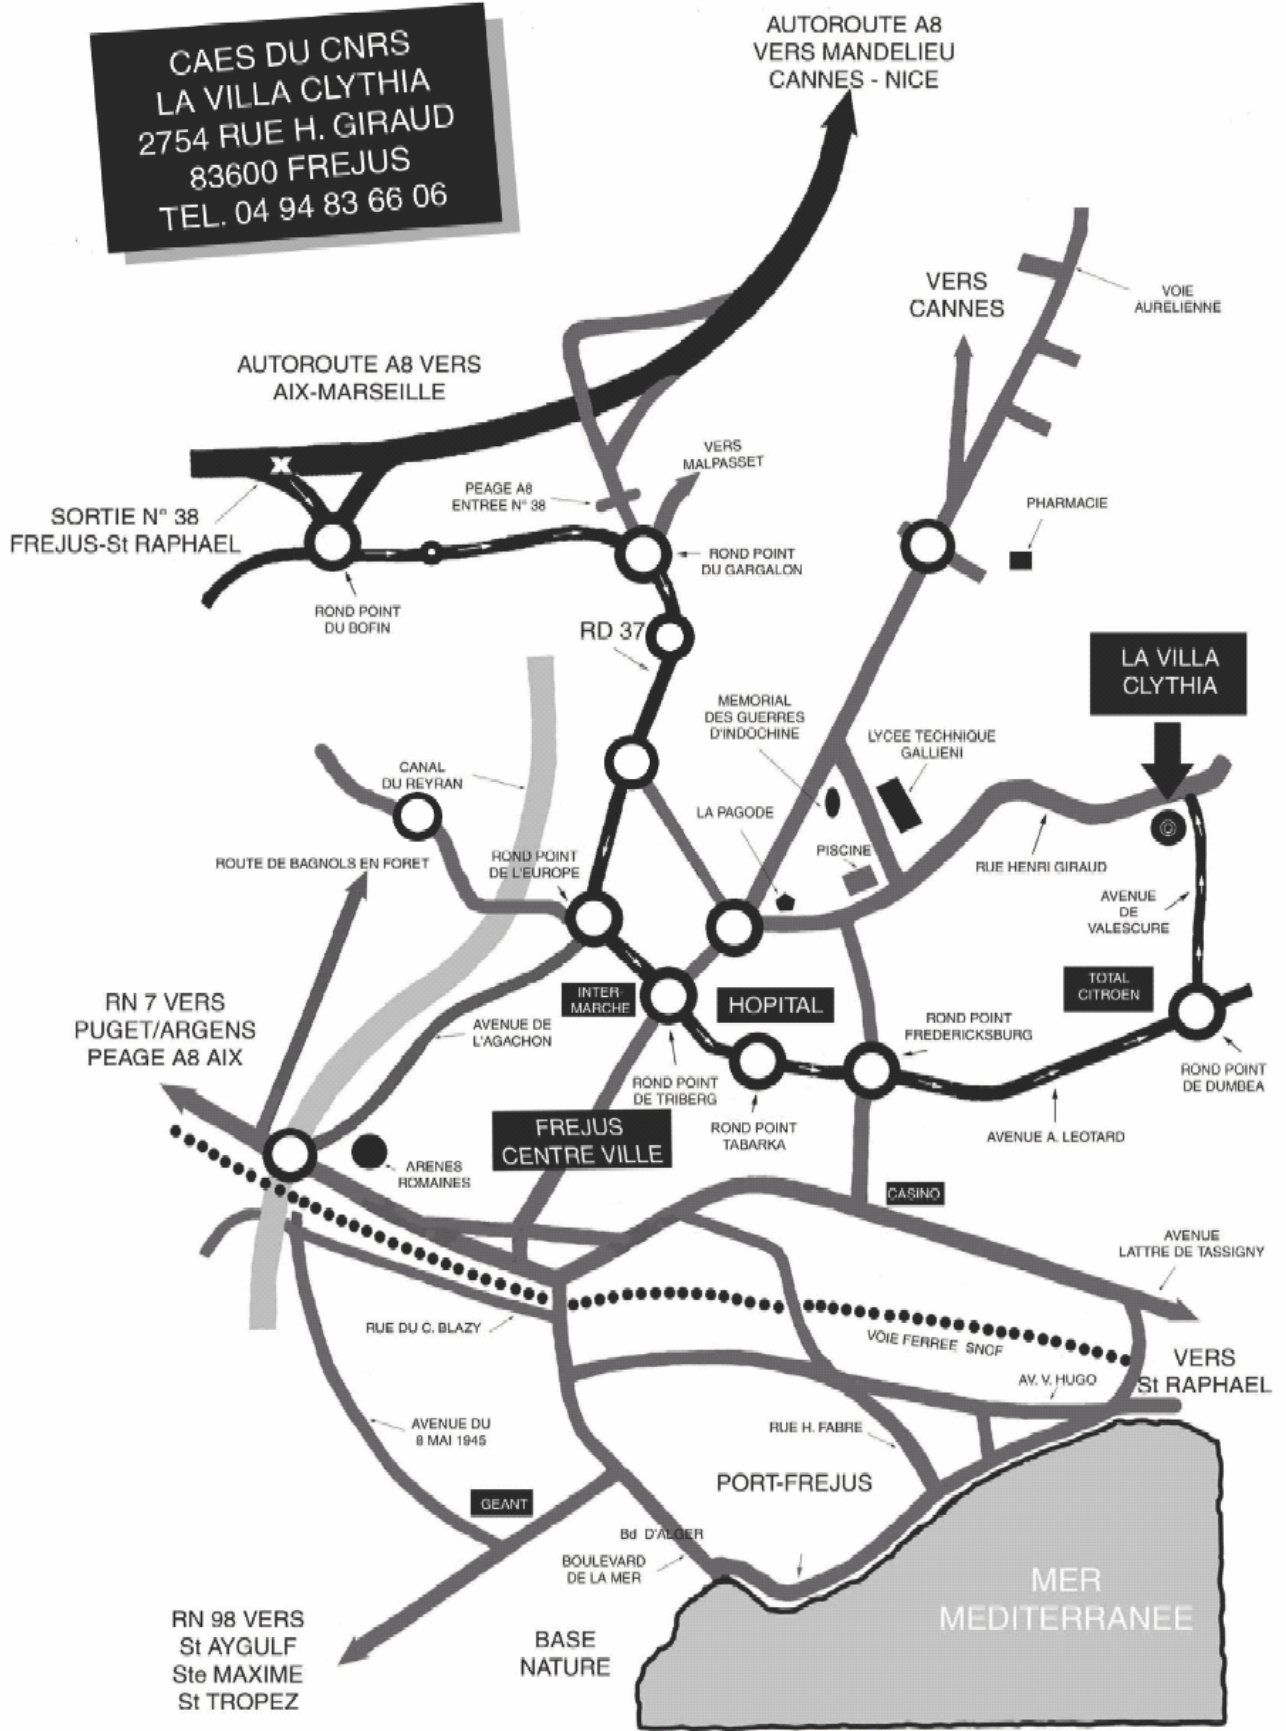 CAES DU CNRS
LA VILLA CLYTHIA
2754 RUE H. GIRAUD
83600 FREJUS
TEL. 04 94 83 66 06
AUTOROUTE A8
VERS MANDELIEU
CANNES - NICE
VERS
CANNES
VOIE
AURELIENNE
AUTOROUTE A8 VERS
AIX-MARSEILLE
X
VERS
MALPASSET
PEAGE A8
ENTREE N° 38
SORTIE N° 38
FREJUS-St RAPHAEL
PHARMACIE
ROND POINT
DU GARGALON
ROND POINT
DU BOFIN
RD 37
LA VILLA
CLYTHIA
MEMORIAL
DES GUERRES
D'INDOCHINE
LYCEE TECHNIQUE
GALLIENI
CANAL
DU REYRAN
LA PAGODE
PISCINE
ROUTE DE BAGNOLS EN FORET
ROND POINT
DE L'EUROPE
RUE HENRI GIRAUD
AVENUE
DE
VALESCURE
INTER-
MARCHE
HOPITAL
TOTAL
CITROEN
RN 7 VERS
PUGET/ARGENS
PEAGE A8 AIX
AVENUE DE
L'AGACHON
ROND POINT
FREDERICKSBURG
ROND POINT
DE TRIBERG
ROND POINT
DE DUMBEA
FREJUS
CENTRE VILLE
ROND POINT
TABARKA
AVENUE A. LEOTARD
ARENES
ROMAINES
CASINO
AVENUE
LATTRE DE TASSIGNY
RUE DU C. BLAZY
VOIE FERREE SNCF
VERS
St RAPHAEL
AV. V. HUGO
AVENUE DU
8 MAI 1945
RUE H. FABRE
PORT-FREJUS
GEANT
Bd D'ALGER
BOULEVARD
DE LA MER
MER
MEDITERRANEE
RN 98 VERS
St AYGULF
Ste MAXIME
St TROPEZ
BASE
NATURE